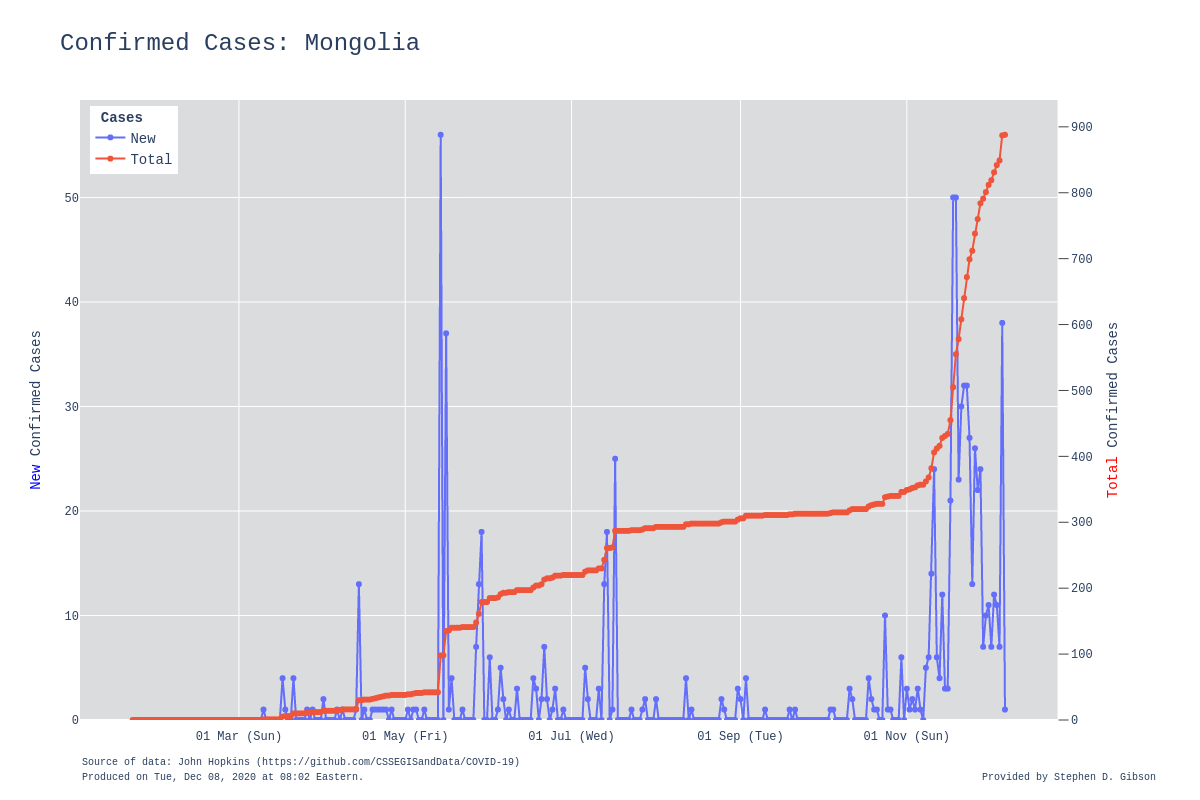 Confirmed Cases: Mongolia
Cases
New
Total
50
40
30
20
10
0
900
800
700
600
500
400
300
200
100
0
New Confirmed Cases
Total Confirmed Cases
01 Mar (Sun)
01 May (Fri)
01 Jul (Wed)
01 Sep (Tue)
01 Nov (Sun)
Source of data: John Hopkins (https://github.com/CSSEGISandData/COVID-19)
Produced on Tue, Dec 08, 2020 at 08:02 Eastern.
Provided by Stephen D. Gibson